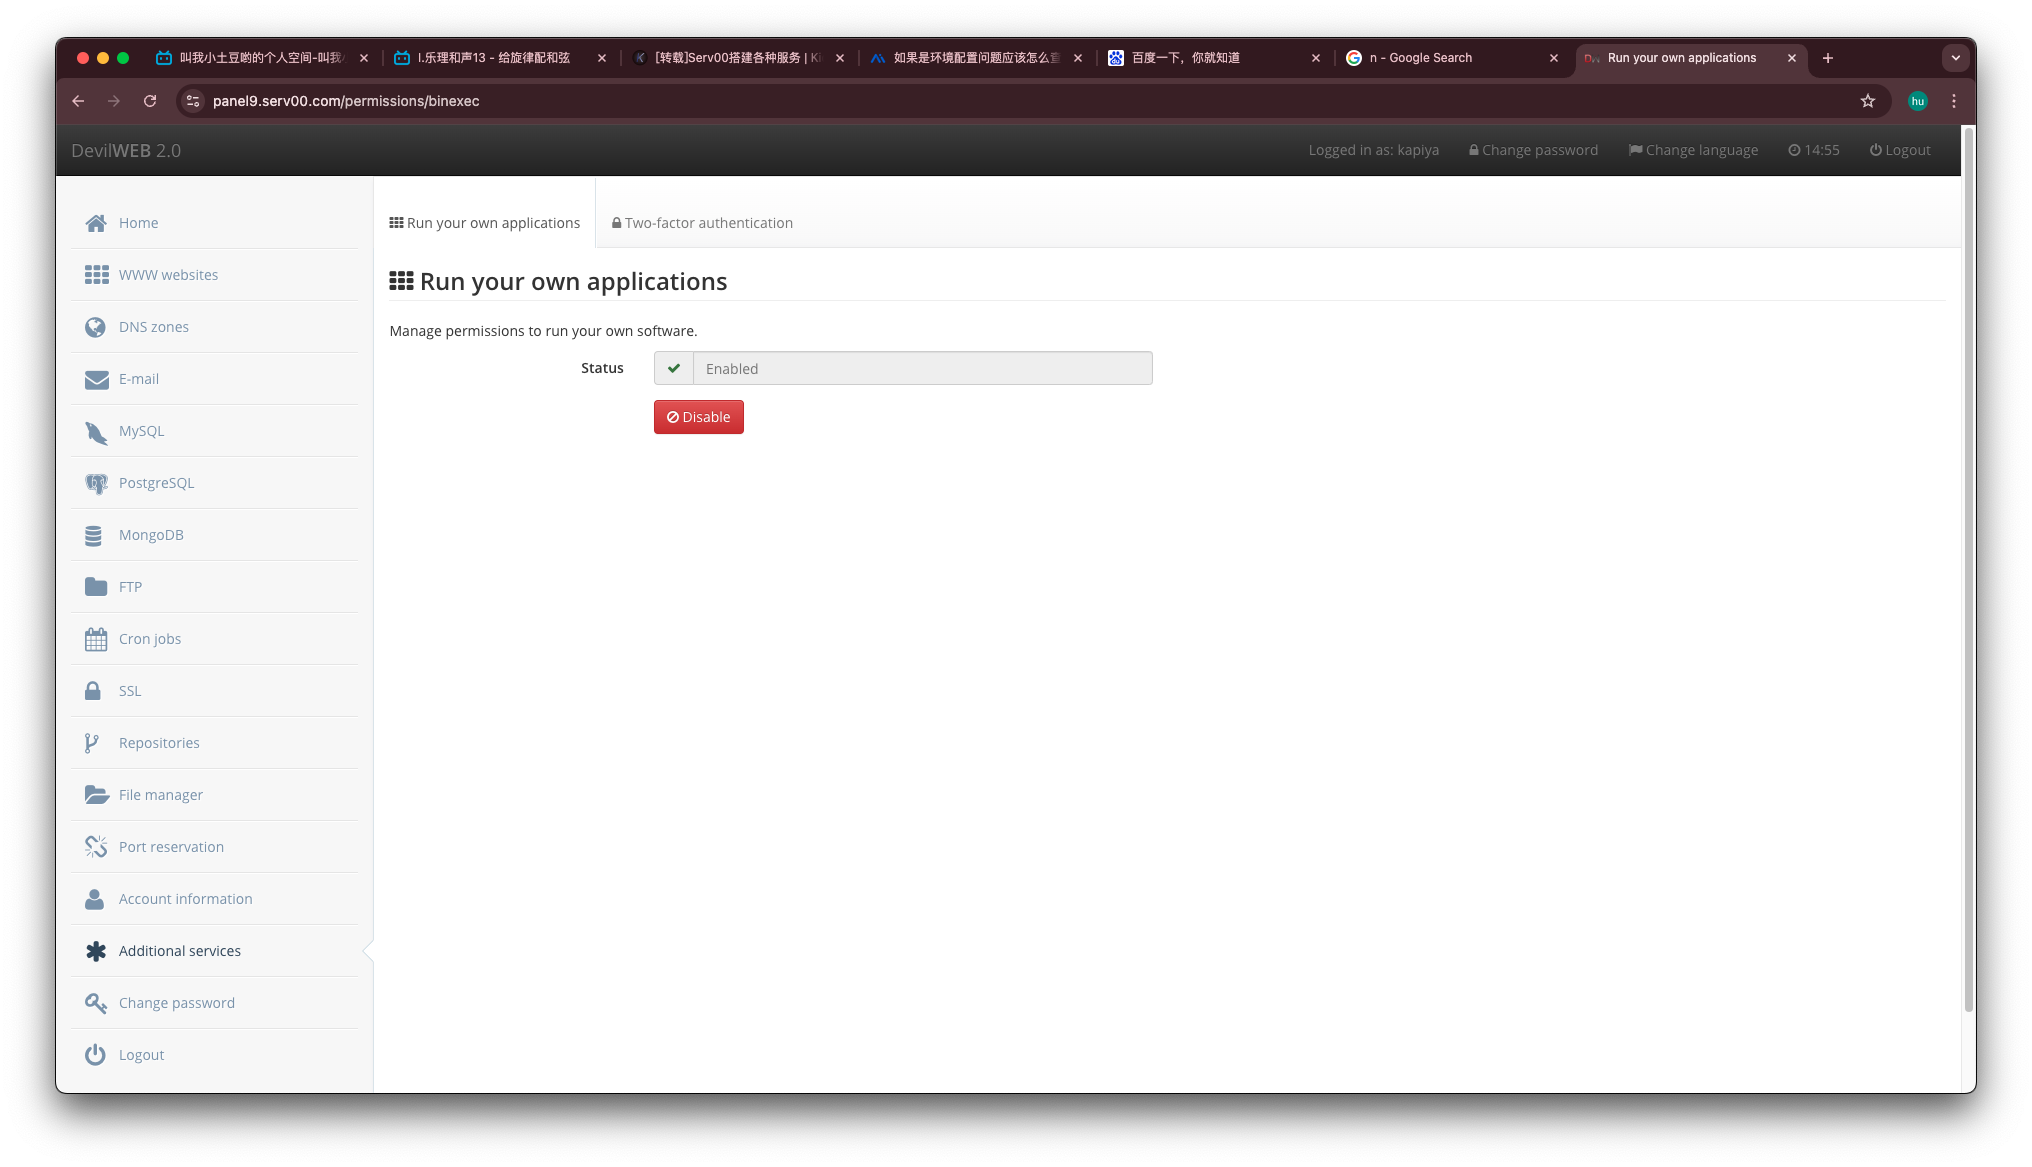 叫我小土豆哟的个人空间-叫我
I.乐理和声13 - 给旋律配和弦
[转载]Serv00搭建各种服务 | Ki
如果是环境配置问题应该怎么查
百度一下，你就知道
n - Google Search
Run your own applications
panel9.serv00.com/permissions/binexec
hu
DevilWEB 2.0
Logged in as: kapiya
Change password
Change language
14:55
Logout
Home
WWW websites
DNS zones
E-mail
MySQL
PostgreSQL
MongoDB
FTP
Cron jobs
SSL
Repositories
File manager
Port reservation
Account information
Additional services
Change password
Logout
Run your own applications
Two-factor authentication
Run your own applications
Manage permissions to run your own software.
Status
Enabled
Disable